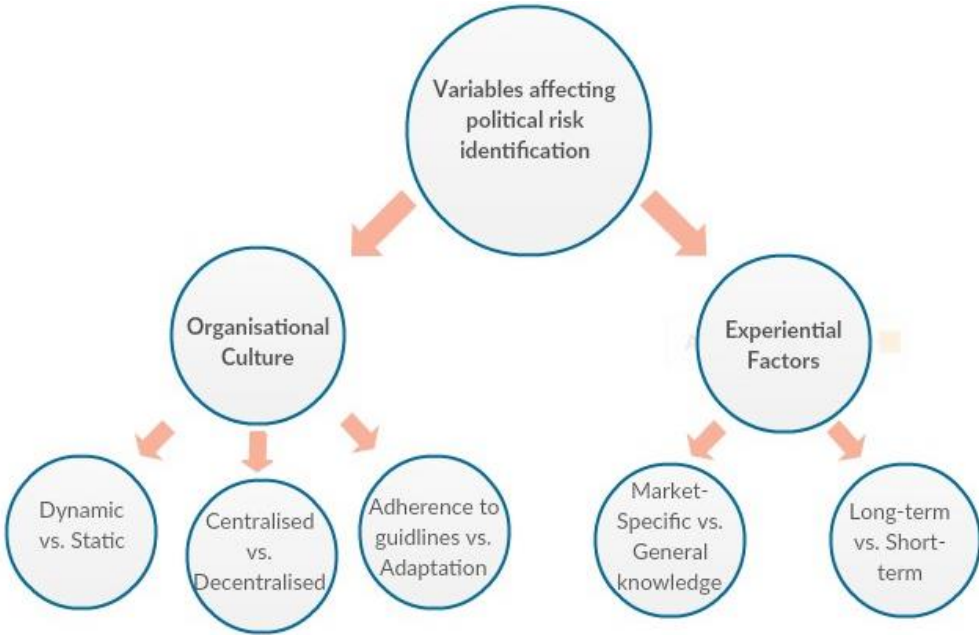 Variables affecting
political risk
identification
Organisational
Culture
Experiential
Factors
Dynamic
vs. Static
Centralised
vs.
Decentralised
Adherence to
guidlines vs.
Adaptation
Market-
Specific vs.
General
knowledge
Long-term
vs. Short-
term